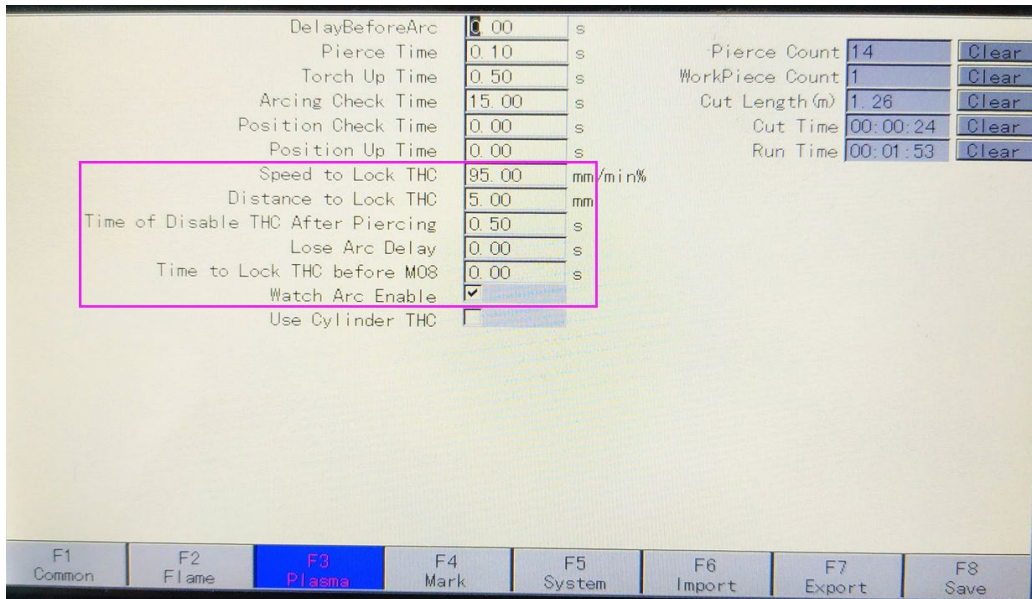 DelayBeforeArc 0.00 s
Pierce Time 0.10 s Pierce Count 14 Clear
Torch Up Time 0.50 s WorkPiece Count 1 Clear
Arcing Check Time 15.00 s Cut Length(m) 1.26 Clear
Position Check Time 0.00 s Cut Time 00:00:24 Clear
Position Up Time 0.00 s Run Time 00:01:53 Clear
Speed to Lock THC 95.00 mm/min%
Distance to Lock THC 5.00 mm
Time of Disable THC After Piercing 0.50 s
Lose Arc Delay 0.00 s
Time to Lock THC before M08 0.00 s
Watch Arc Enable
Use Cylinder THC
F1 F2 F3 F4 F5 F6 F7 F8
Common Flame Plasma Mark System Import Export Save